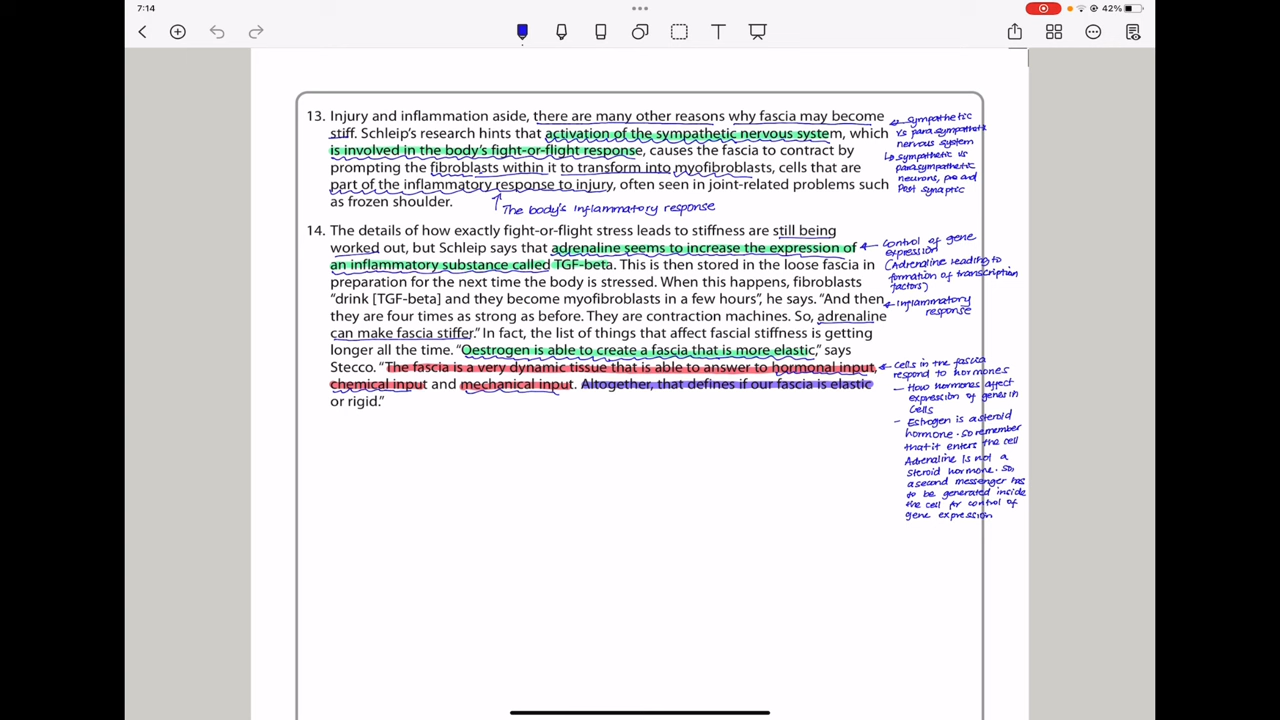 7:14
42%
13. Injury and inflammation aside, there are many other reasons why fascia may become
stiff. Schleip's research hints that activation of the sympathetic nervous system, which
is involved in the body's fight-or-flight response, causes the fascia to contract by
prompting the fibroblasts within it to transform into myofibroblasts, cells that are
part of the inflammatory response to injury, often seen in joint-related problems such
as frozen shoulder.
The body's inflammatory response
sympathetic
vs parasympathetic
nervous system
sympathetic vs
parasympathetic
neurons, pre and
Post synaptic
14. The details of how exactly fight-or-flight stress leads to stiffness are still being
worked out, but Schleip says that adrenaline seems to increase the expression of
an inflammatory substance called TGF-beta. This is then stored in the loose fascia in
preparation for the next time the body is stressed. When this happens, fibroblasts
“drink [TGF-beta] and they become myofibroblasts in a few hours”, he says. “And then
they are four times as strong as before. They are contraction machines. So, adrenaline
can make fascia stiffer.” In fact, the list of things that affect fascial stiffness is getting
longer all the time. “Oestrogen is able to create a fascia that is more elastic,” says
Stecco. “The fascia is a very dynamic tissue that is able to answer to hormonal input,
chemical input and mechanical input. Altogether, that defines if our fascia is elastic
or rigid.”
Control of gene
expression
(Adrenaline leading to
formation of transcription
factors)
Inflammatory
response
Cells in the fascia
respond to hormones
- How hormones affect
expression of genes in
cells
- Estrogen is a steroid
hormone. so remember
that it enters the cell
Adrenaline is not a
steroid hormone. so,
a second messenger has
to be generated inside
the cell for control of
gene expression